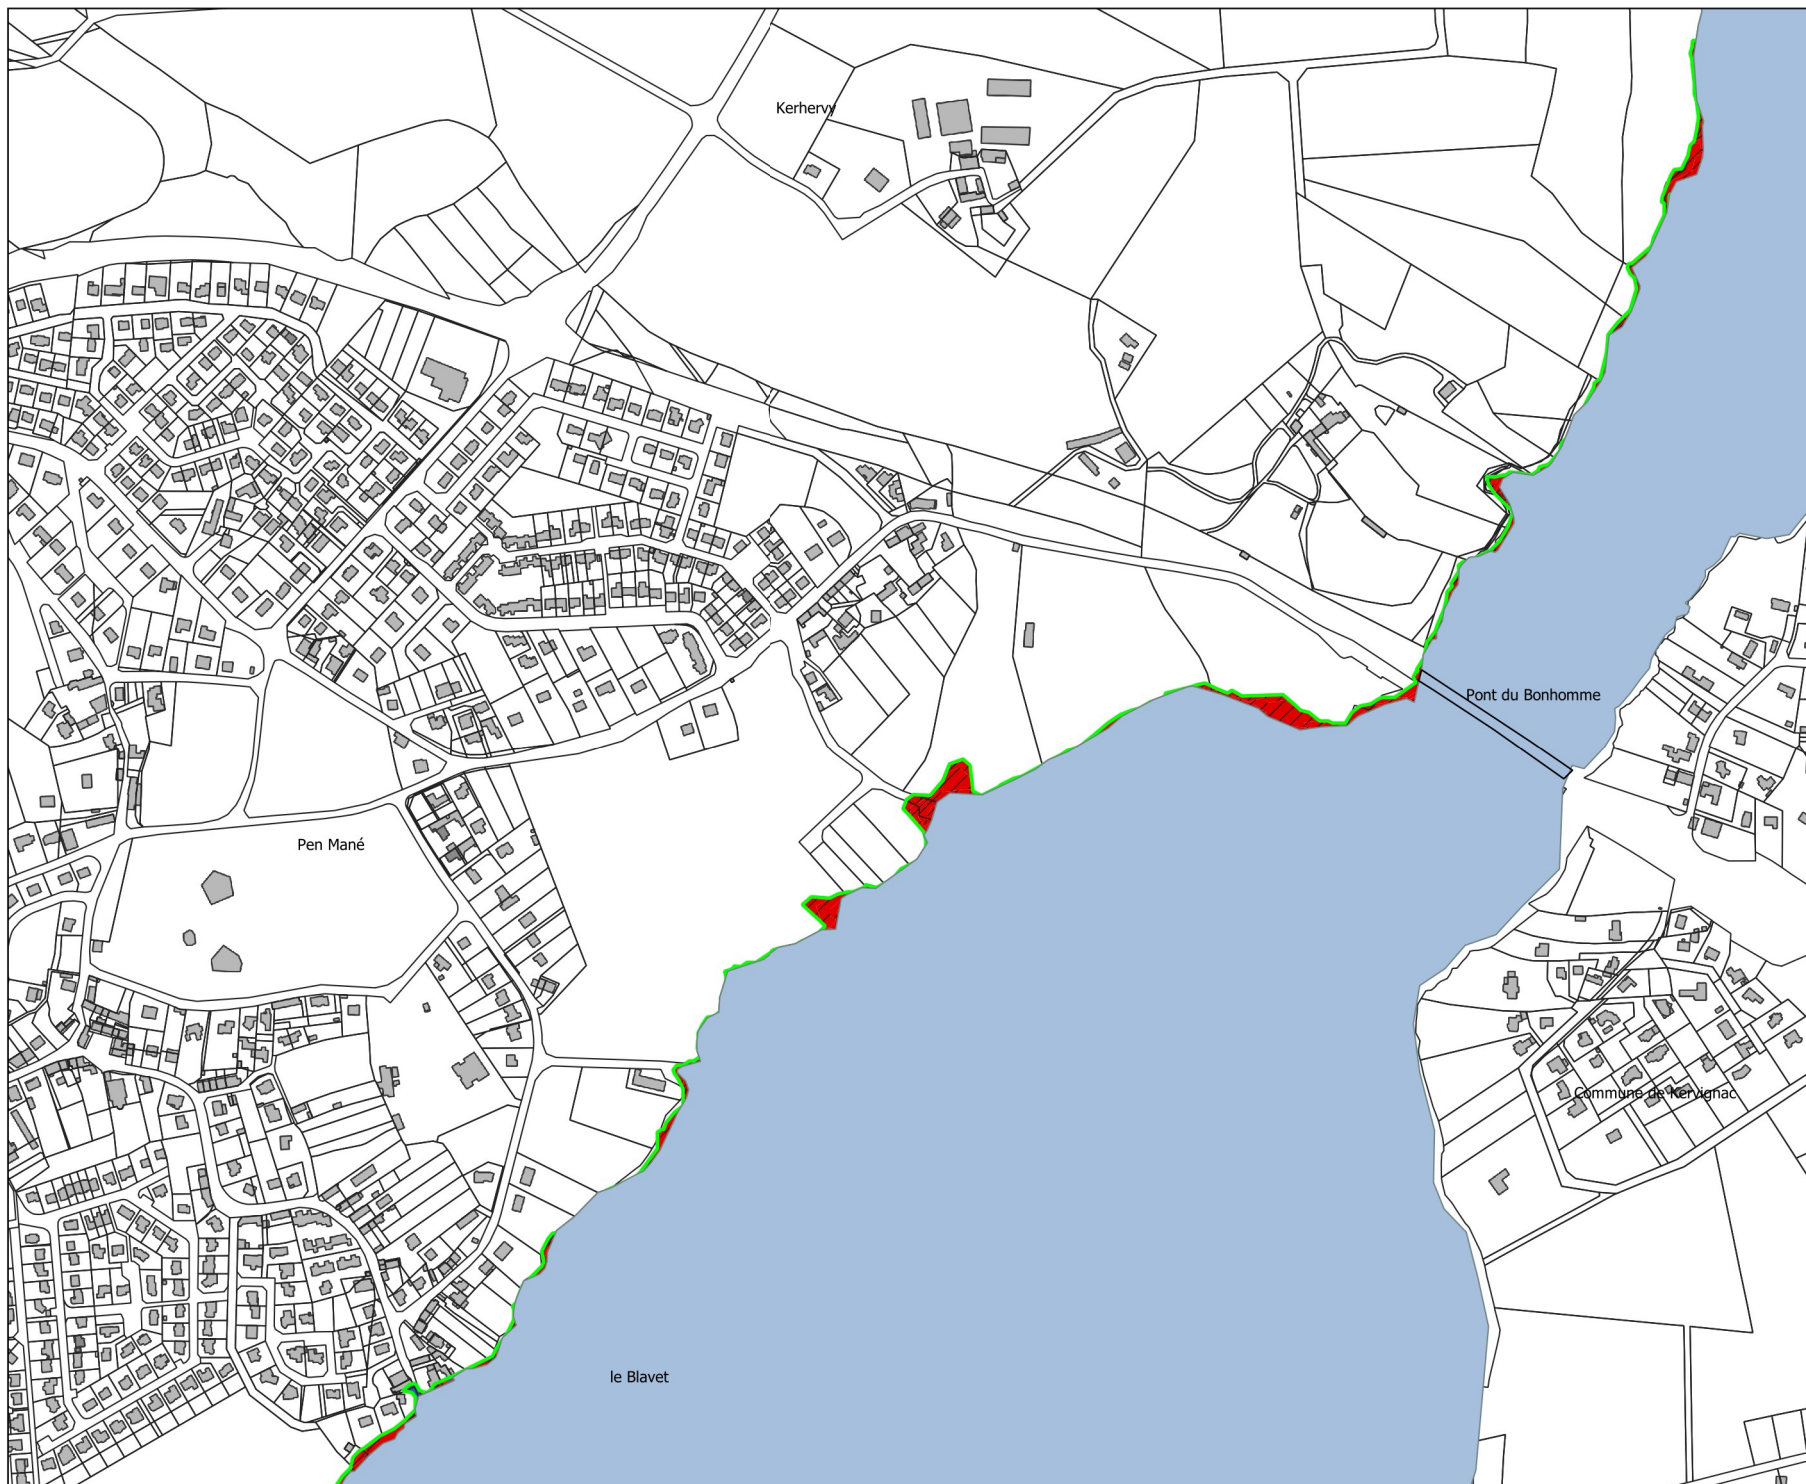 Kerhervy
Pont du Bonhomme
Pen Mané
Commune de Kervignac
le Blavet